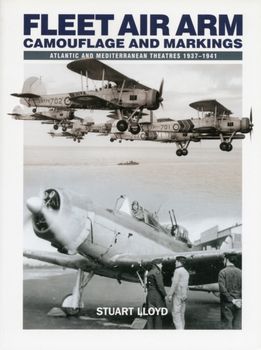 FLEET AIR ARM
CAMOUFLAGE AND MARKINGS
ATLANTIC AND MEDITERRANEAN THEATRES 1937–1941
STUART LLOYD